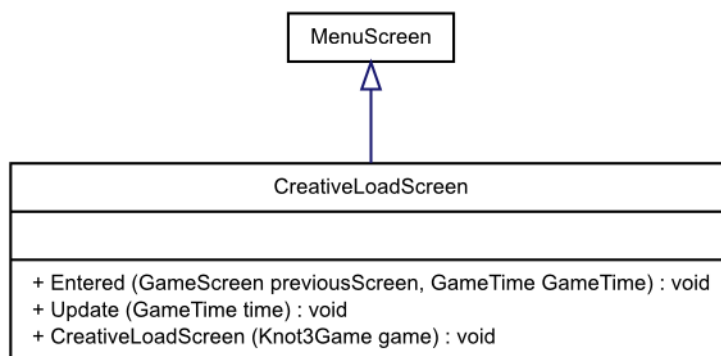 MenuScreen
CreativeLoadScreen
+ Entered (GameScreen previousScreen, GameTime GameTime) : void
+ Update (GameTime time) : void
+ CreativeLoadScreen (Knot3Game game) : void